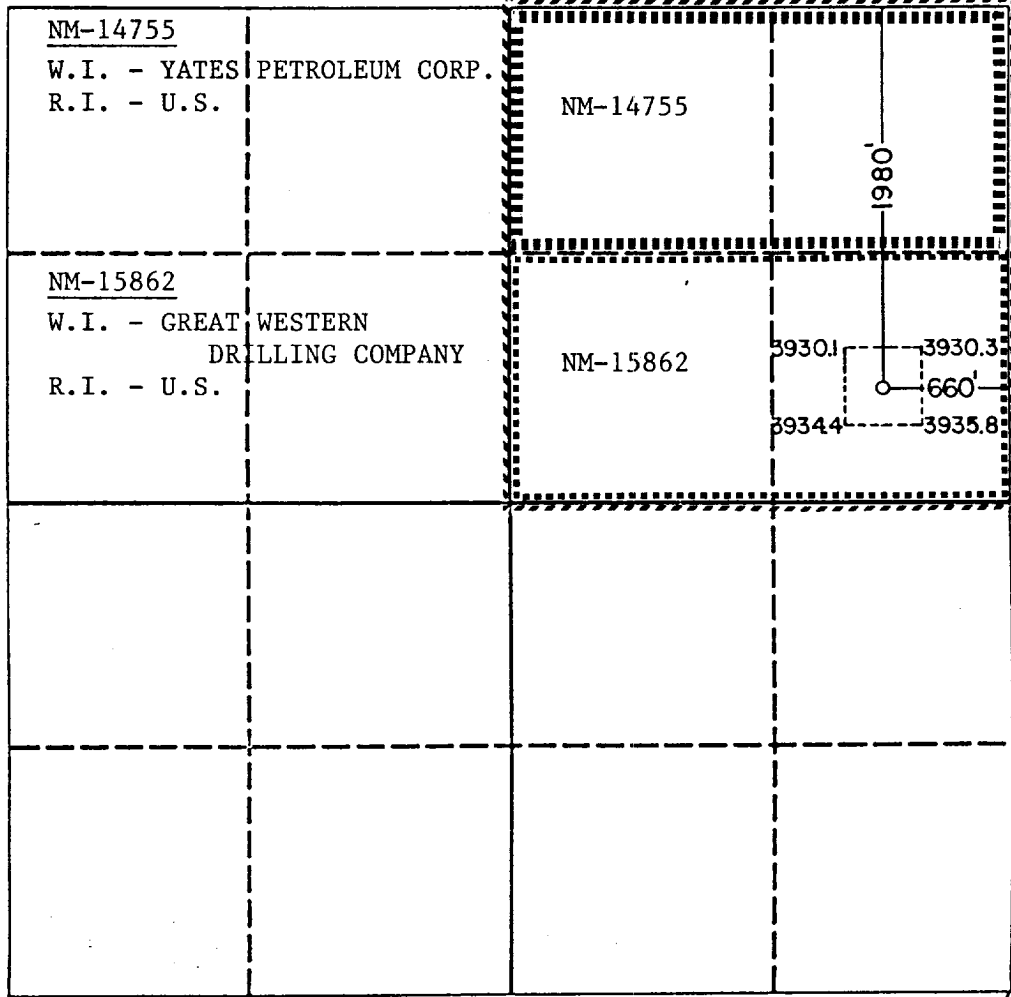 NM-14755
W.I. - YATES PETROLEUM CORP.
R.I. - U.S.
NM-14755
1980'
NM-15862
W.I. - GREAT WESTERN
DRILLING COMPANY
R.I. - U.S.
NM-15862
3930.1
3930.3
660'
3934.4
3935.8